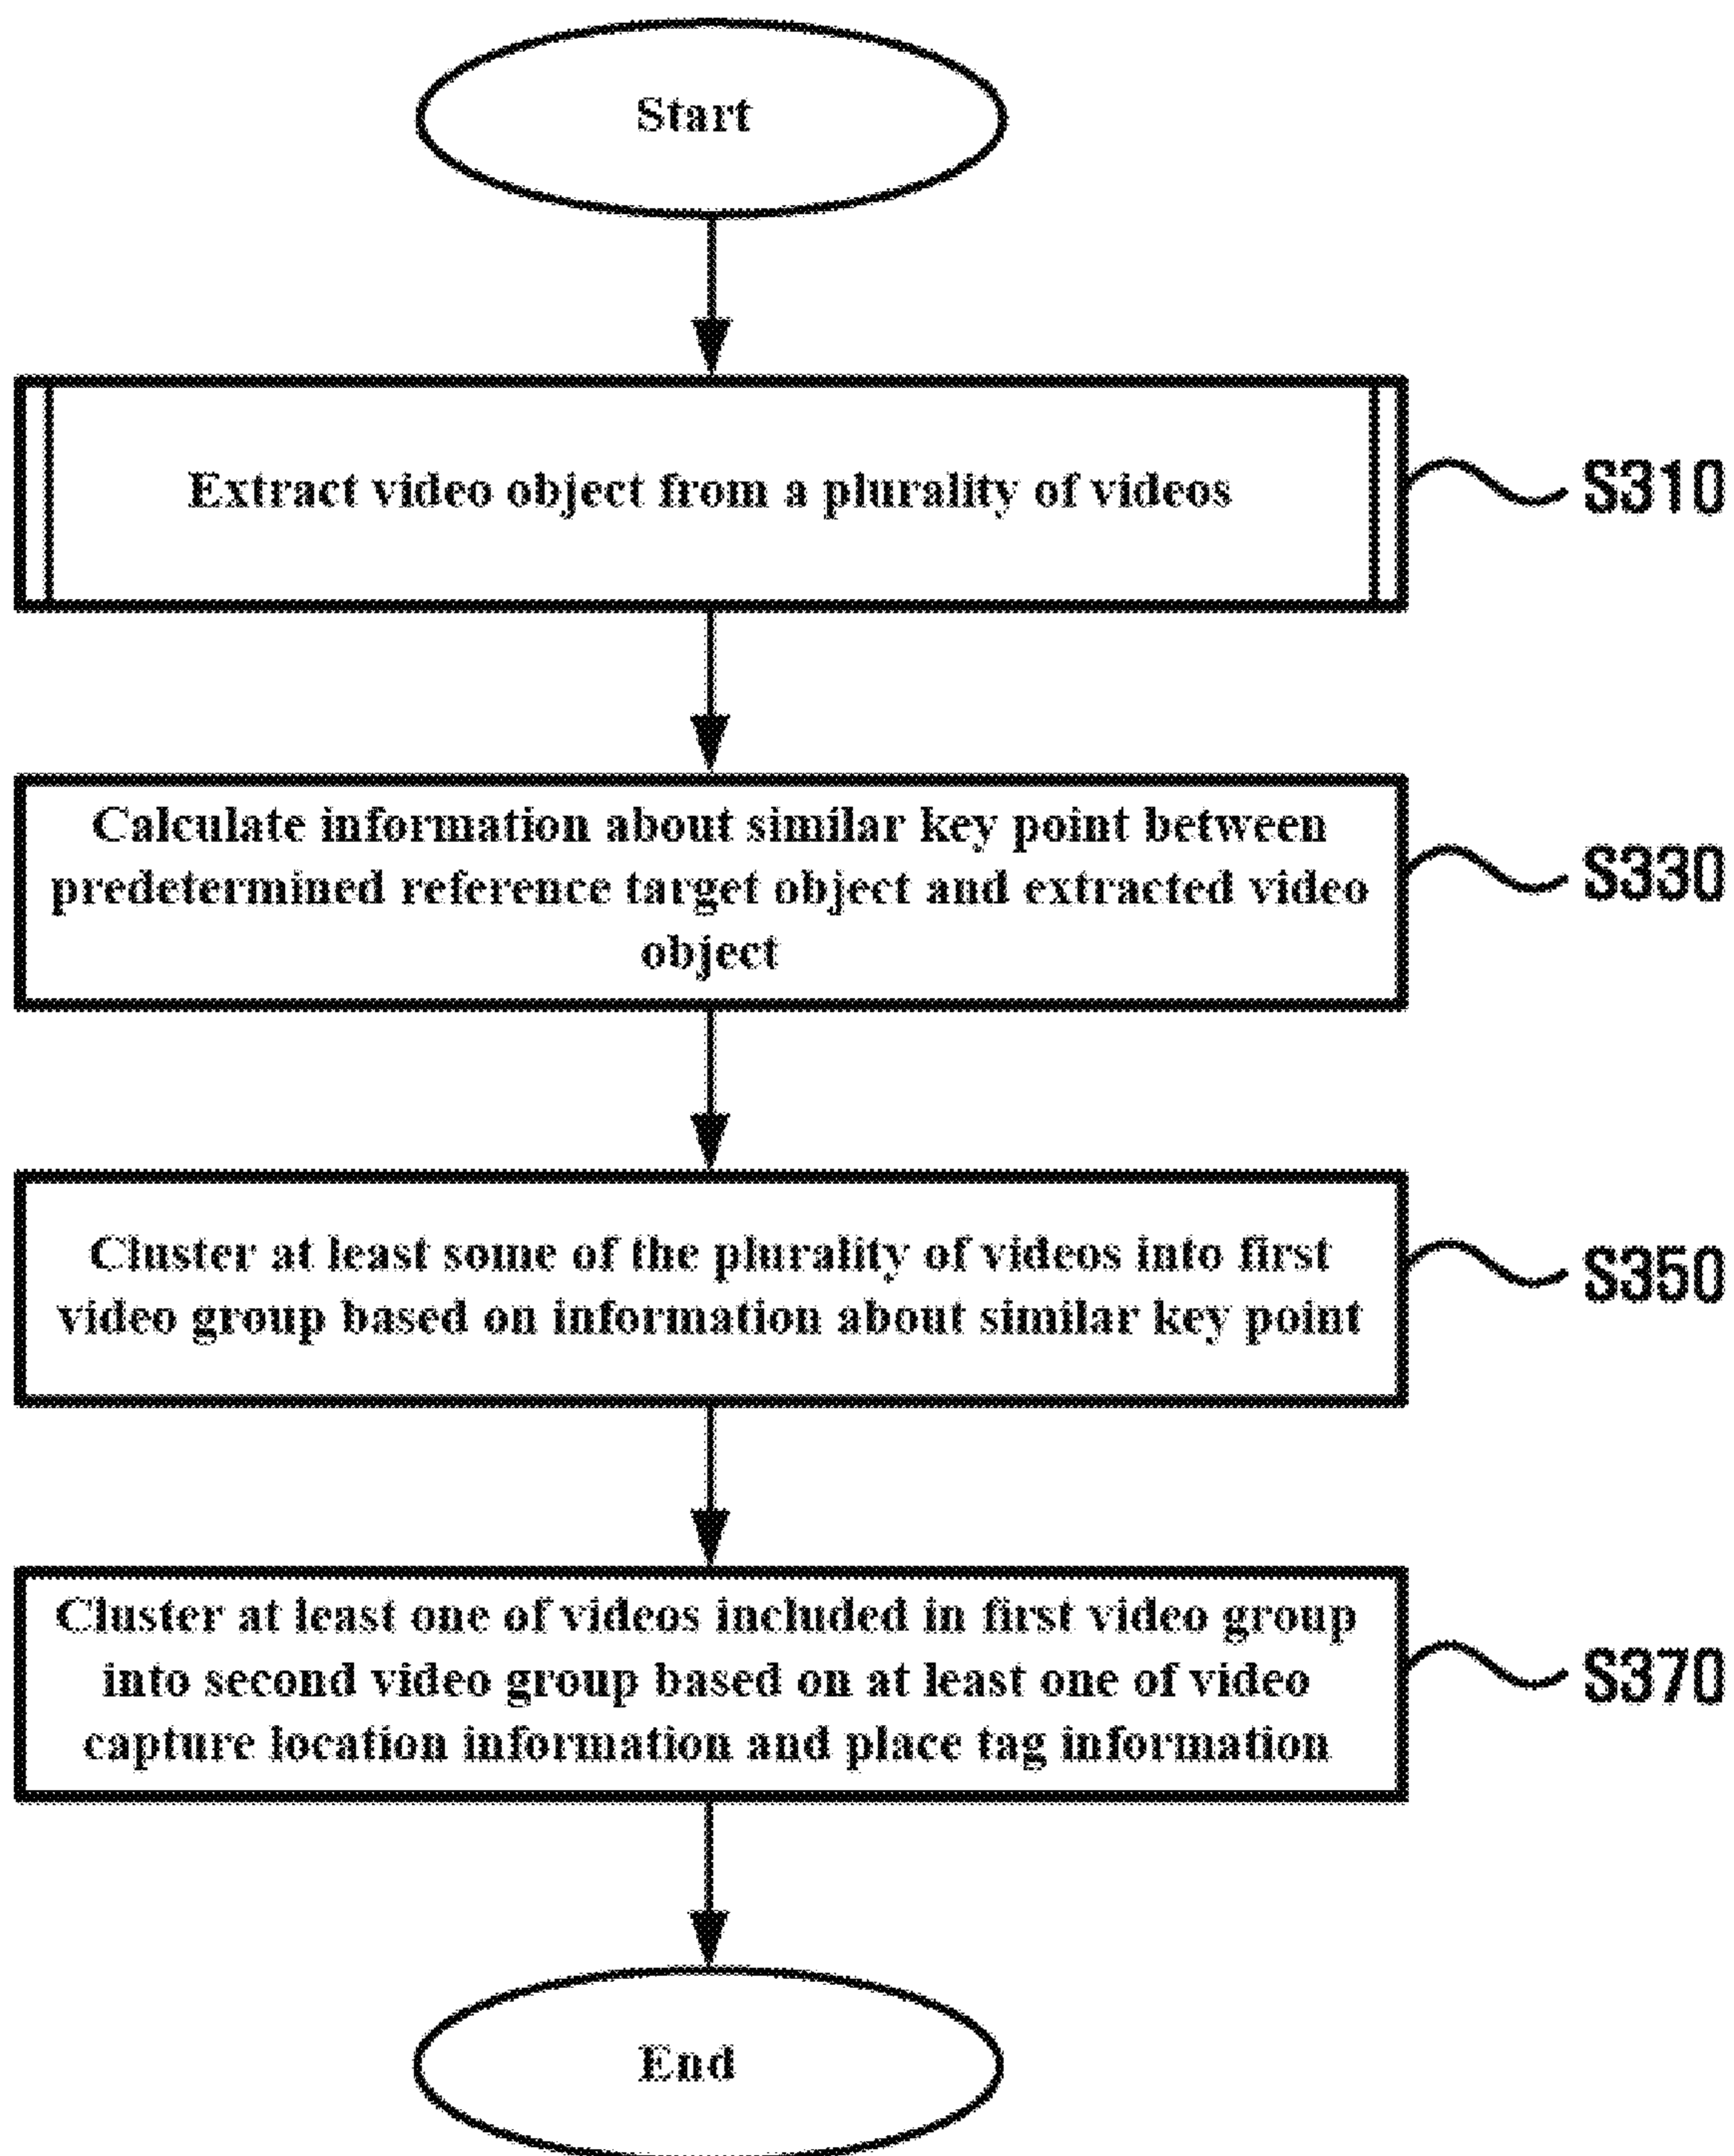 Start
Extract video object from a plurality of videos
S310
Calculate information about similar key point between
predetermined reference target object and extracted video
object
S330
Cluster at least some of the plurality of videos into first
video group based on information about similar key point
S350
Cluster at least one of videos included in first video group
into second video group based on at least one of video
capture location information and place tag information
S370
End